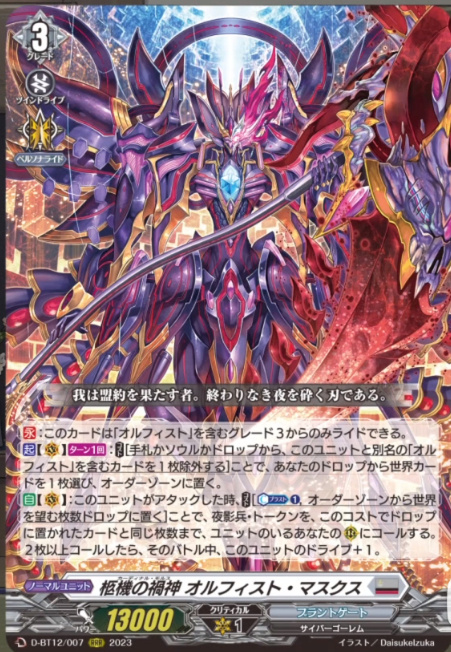 3
グレード
ツインドライブ
ペルソナライド
我は盟約を果たす者。終わりなき夜を砕く刃である。
永:このカードは「オルフィスト」を含むグレード3からのみライドできる。
起【】ターン1回:[手札かソウルかドロップから、このユニットと別名の「オル
フィスト」を含むカードを1枚除外する]ことで、あなたのドロップから世界カー
ドを1枚選び、オーダーゾーンに置く。
自【】:このユニットがアタックした時、[ブラスト1, オーダーゾーンから世界
を望む枚数ドロップに置く]ことで、夜影兵・トークンを、このコストでドロップ
に置かれたカードと同じ枚数まで、ユニットのいるあなたの R にコールする。
2枚以上コールしたら、そのバトル中、このユニットのドライブ+1。
ノーマルユニット
柩機の禍神 オルフィスト・マスクス
パワー 13000
クリティカル
1
ブラントゲート
サイバーゴーレム
D-BT12/007 RRR 2023
イラスト/DaisukeIzuka